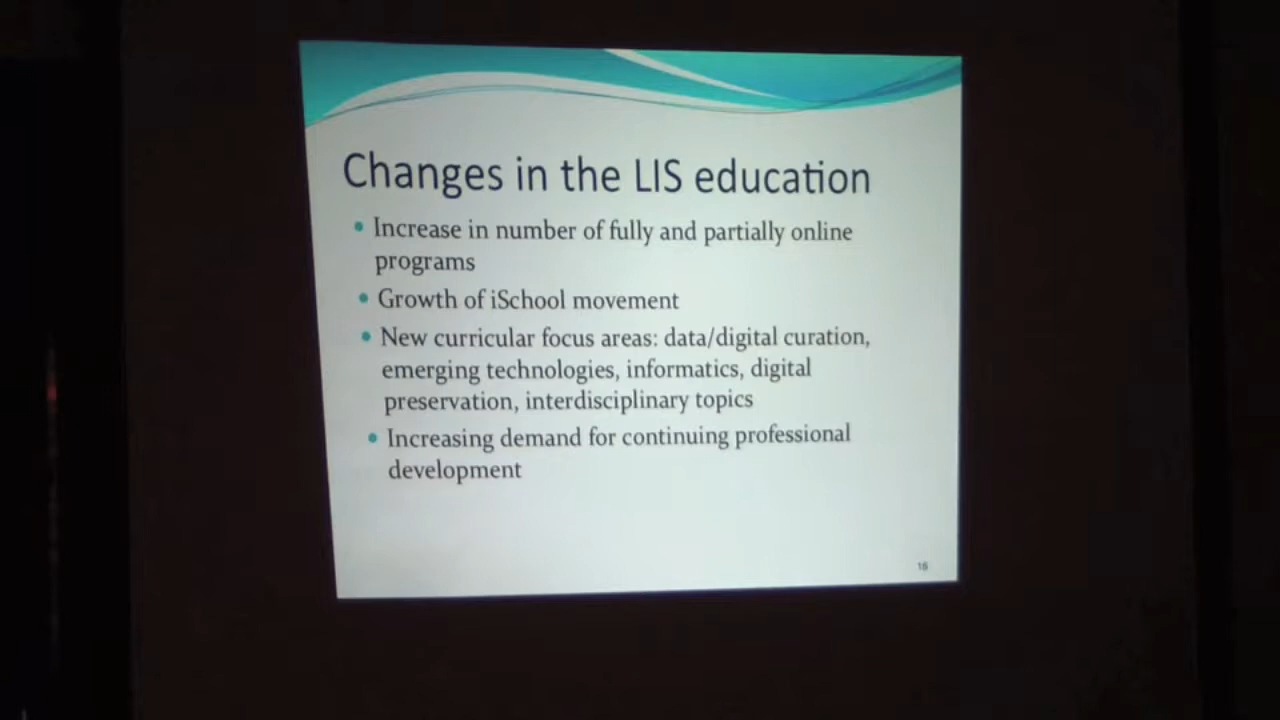 Changes in the LIS education
• Increase in number of fully and partially online
programs
• Growth of iSchool movement
• New curricular focus areas: data/digital curation,
emerging technologies, informatics, digital
preservation, interdisciplinary topics
• Increasing demand for continuing professional
development
16